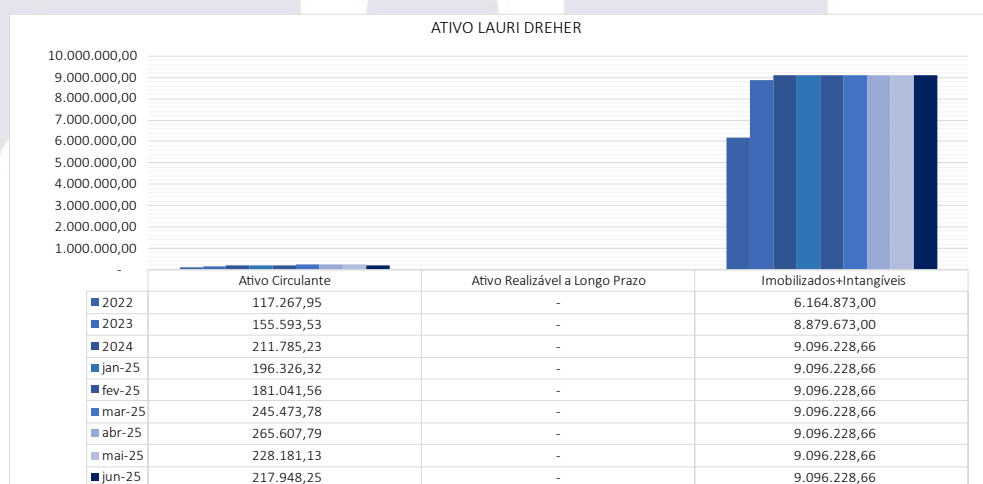 ATIVO LAURI DREHER
10.000.000,00
9.000.000,00
8.000.000,00
7.000.000,00
6.000.000,00
5.000.000,00
4.000.000,00
3.000.000,00
2.000.000,00
1.000.000,00
-
Ativo Circulante Ativo Realizável a Longo Prazo Imobilizados+Intangíveis
2022 117.267,95 - 6.164.873,00
2023 155.593,53 - 8.879.673,00
2024 211.785,23 - 9.096.228,66
jan-25 196.326,32 - 9.096.228,66
fev-25 181.041,56 - 9.096.228,66
mar-25 245.473,78 - 9.096.228,66
abr-25 265.607,79 - 9.096.228,66
mai-25 228.181,13 - 9.096.228,66
jun-25 217.948,25 - 9.096.228,66